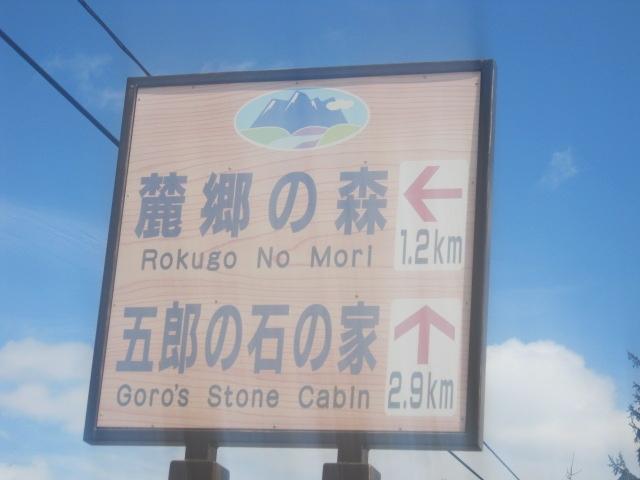 麓郷の森
Rokugo No Mori
←
1.2km
五郎の石の家
Goro's Stone Cabin
↑
2.9km